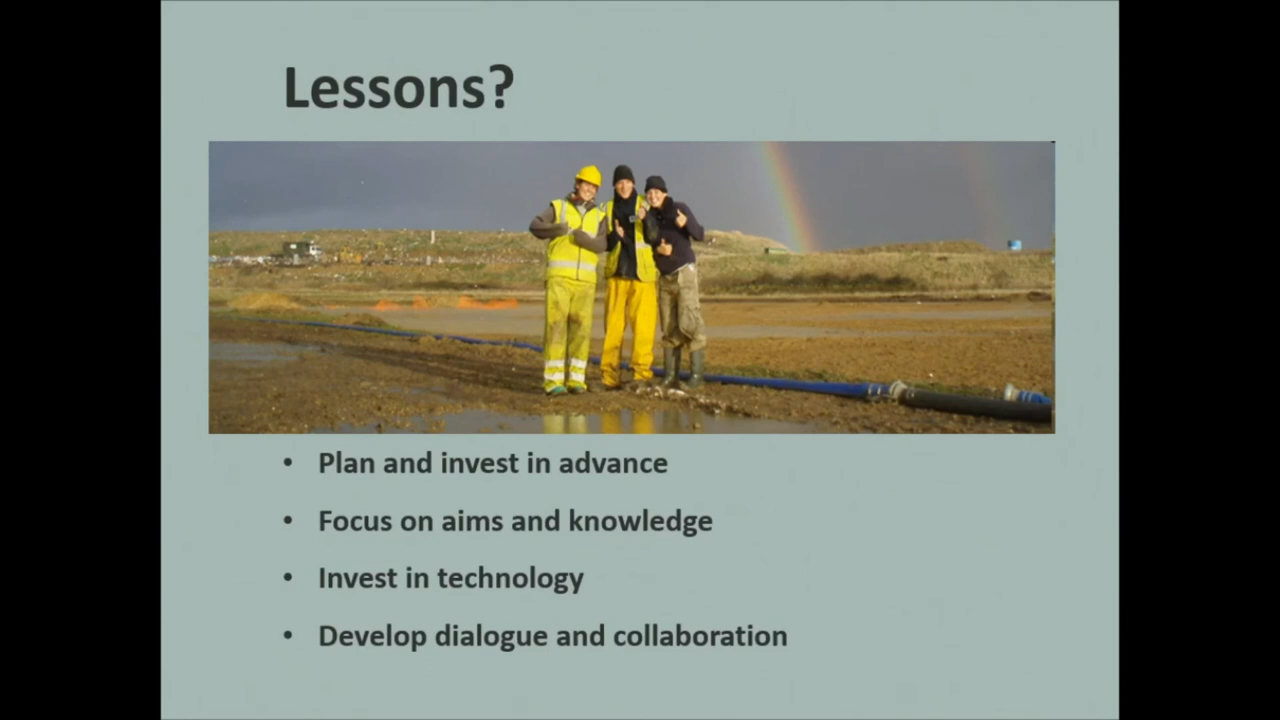 Lessons?
• Plan and invest in advance
• Focus on aims and knowledge
• Invest in technology
• Develop dialogue and collaboration